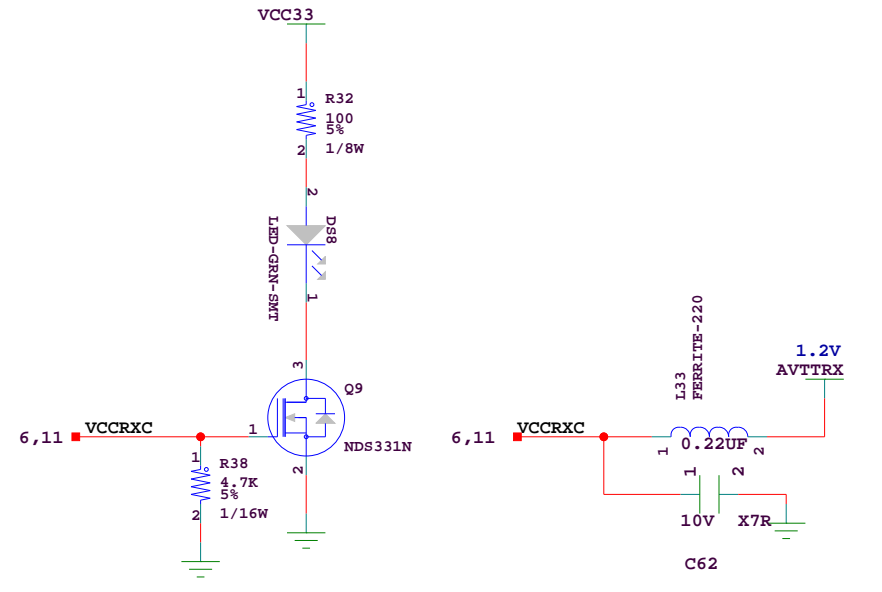 VCC33
1
R32
100
5%
2
1/8W
2
DS8
LED-GRN-SMT
1
3
Q9
VCCRXC
6,11
1
NDS331N
2
1
R38
4.7K
5%
2
1/16W
L33
FERRITE-220
1.2V
AVTTRX
VCCRXC
6,11
0.22UF
1
2
1
2
10V
X7R
C62